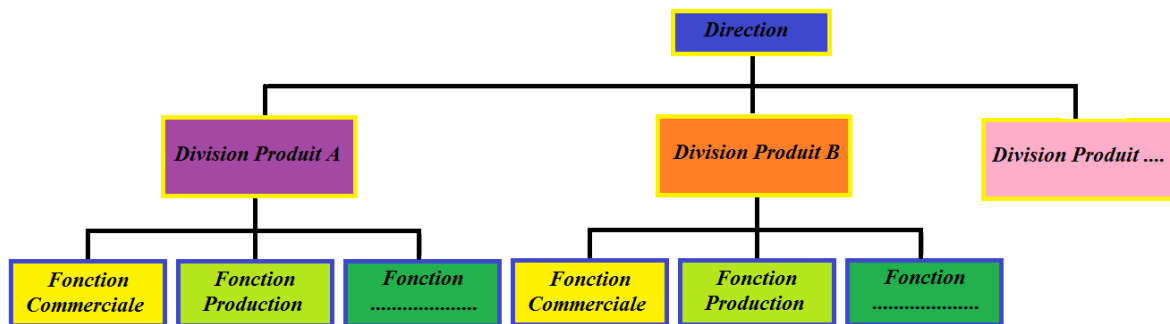 Direction
Division Produit A
Division Produit B
Division Produit ....
Fonction
Commerciale
Fonction
Production
Fonction
....................
Fonction
Commerciale
Fonction
Production
Fonction
....................